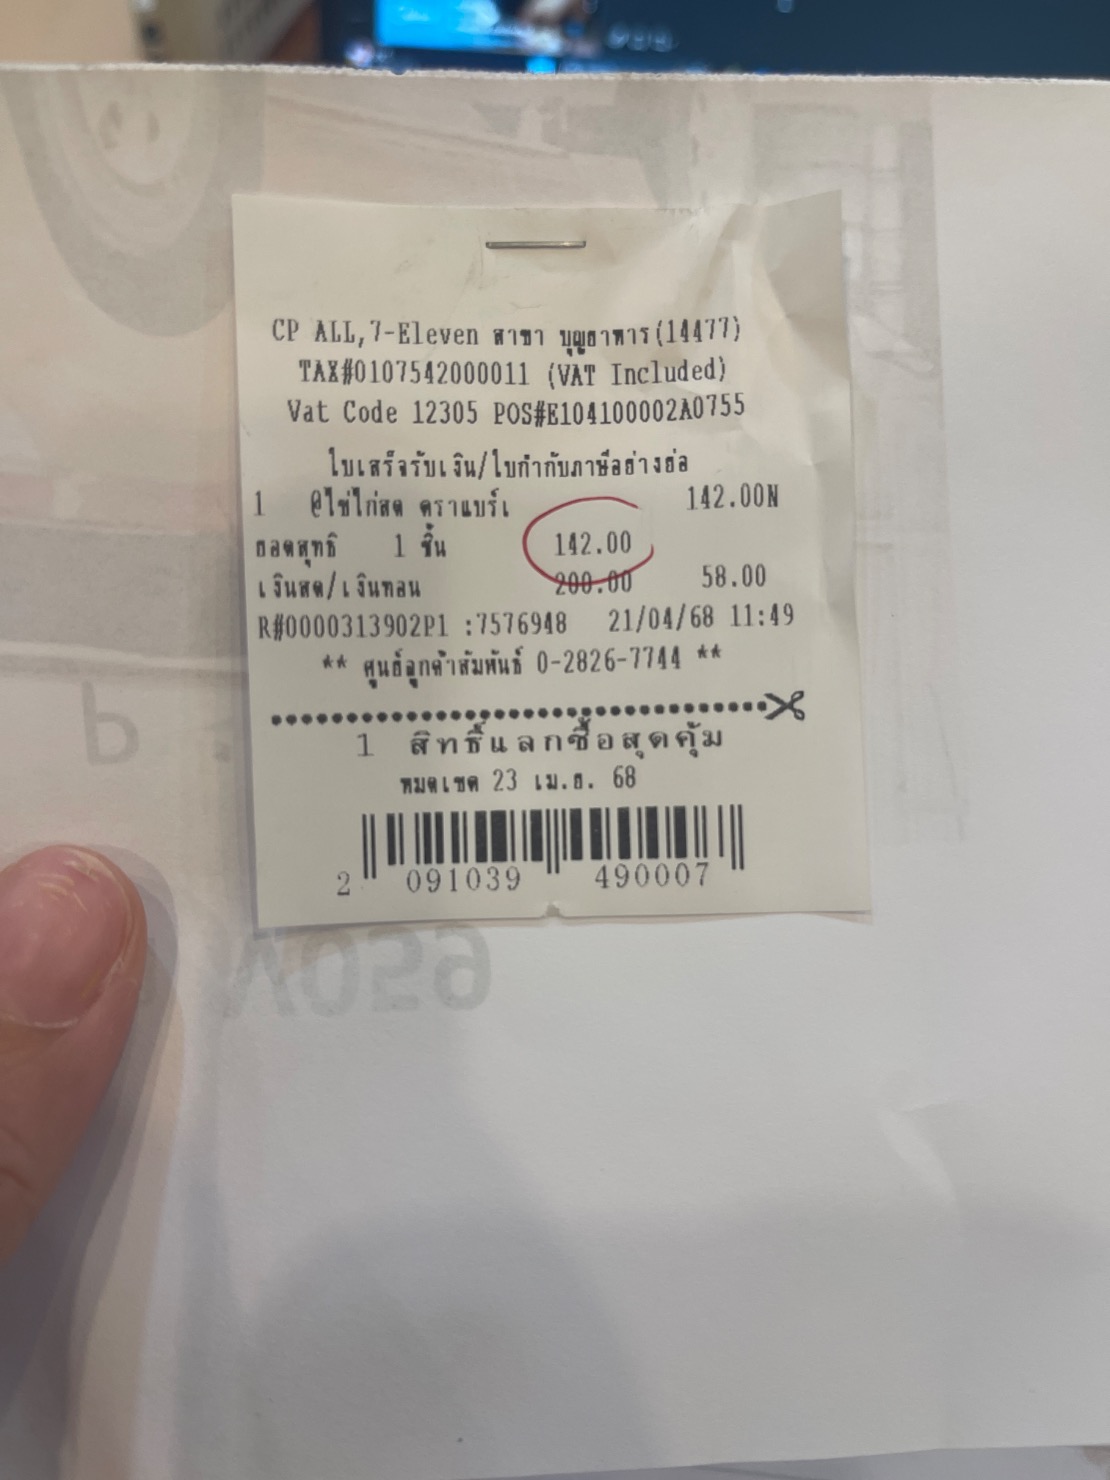 CP ALL,7-Eleven สาขา บุญอาหาร(14477)
TAX#0107542000011 (VAT Included)
Vat Code 12305 POS#E104100002A0755
ใบเสร็จรับเงิน/ใบกำกับภาษีอย่างย่อ
1 @ไข่ไก่สด ตราแบร์เ 142.00N
ยอดสุทธิ 1 ชิ้น 142.00
เงินสด/เงินทอน 200.00 58.00
R#0000313902P1 :7576948 21/04/68 11:49
** ศูนย์ลูกค้าสัมพันธ์ 0-2826-7744 **
1 สิทธิ์แลกซื้อสุดคุ้ม
หมดเขต 23 เม.ย. 68
2 091039 490007